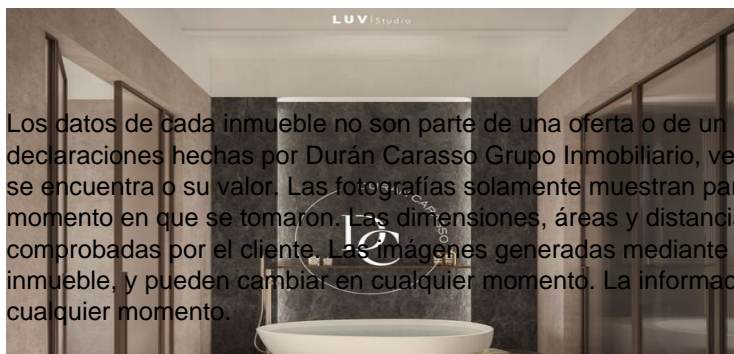 LUV|Studio
Los datos de cada inmueble no son parte de una oferta o de un
declaraciones hechas por Durán Carasso Grupo Inmobiliario, ve
se encuentra o su valor. Las fotografías solamente muestran par
momento en que se tomaron. Las dimensiones, áreas y distancia
comprobadas por el cliente. Las imágenes generadas mediante
inmueble, y pueden cambiar en cualquier momento. La informac
cualquier momento.